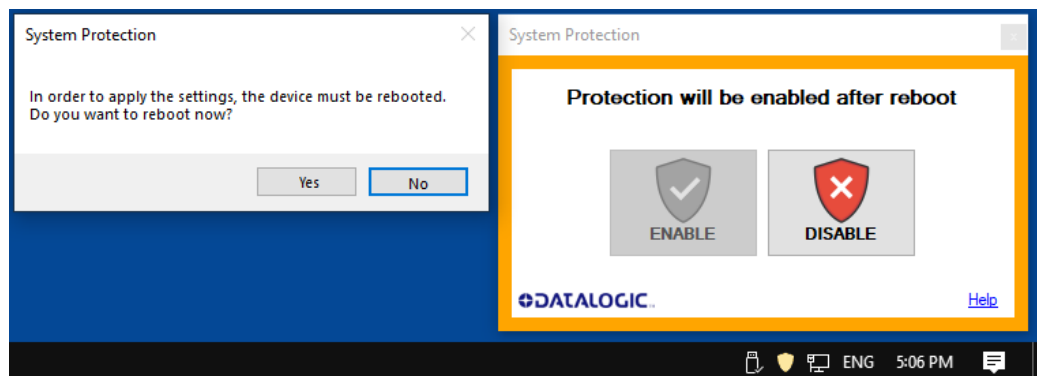 System Protection
In order to apply the settings, the device must be rebooted.
Do you want to reboot now?
Yes
No
System Protection
Protection will be enabled after reboot
ENABLE
DISABLE
DATALOGIC
Help
ENG
5:06 PM